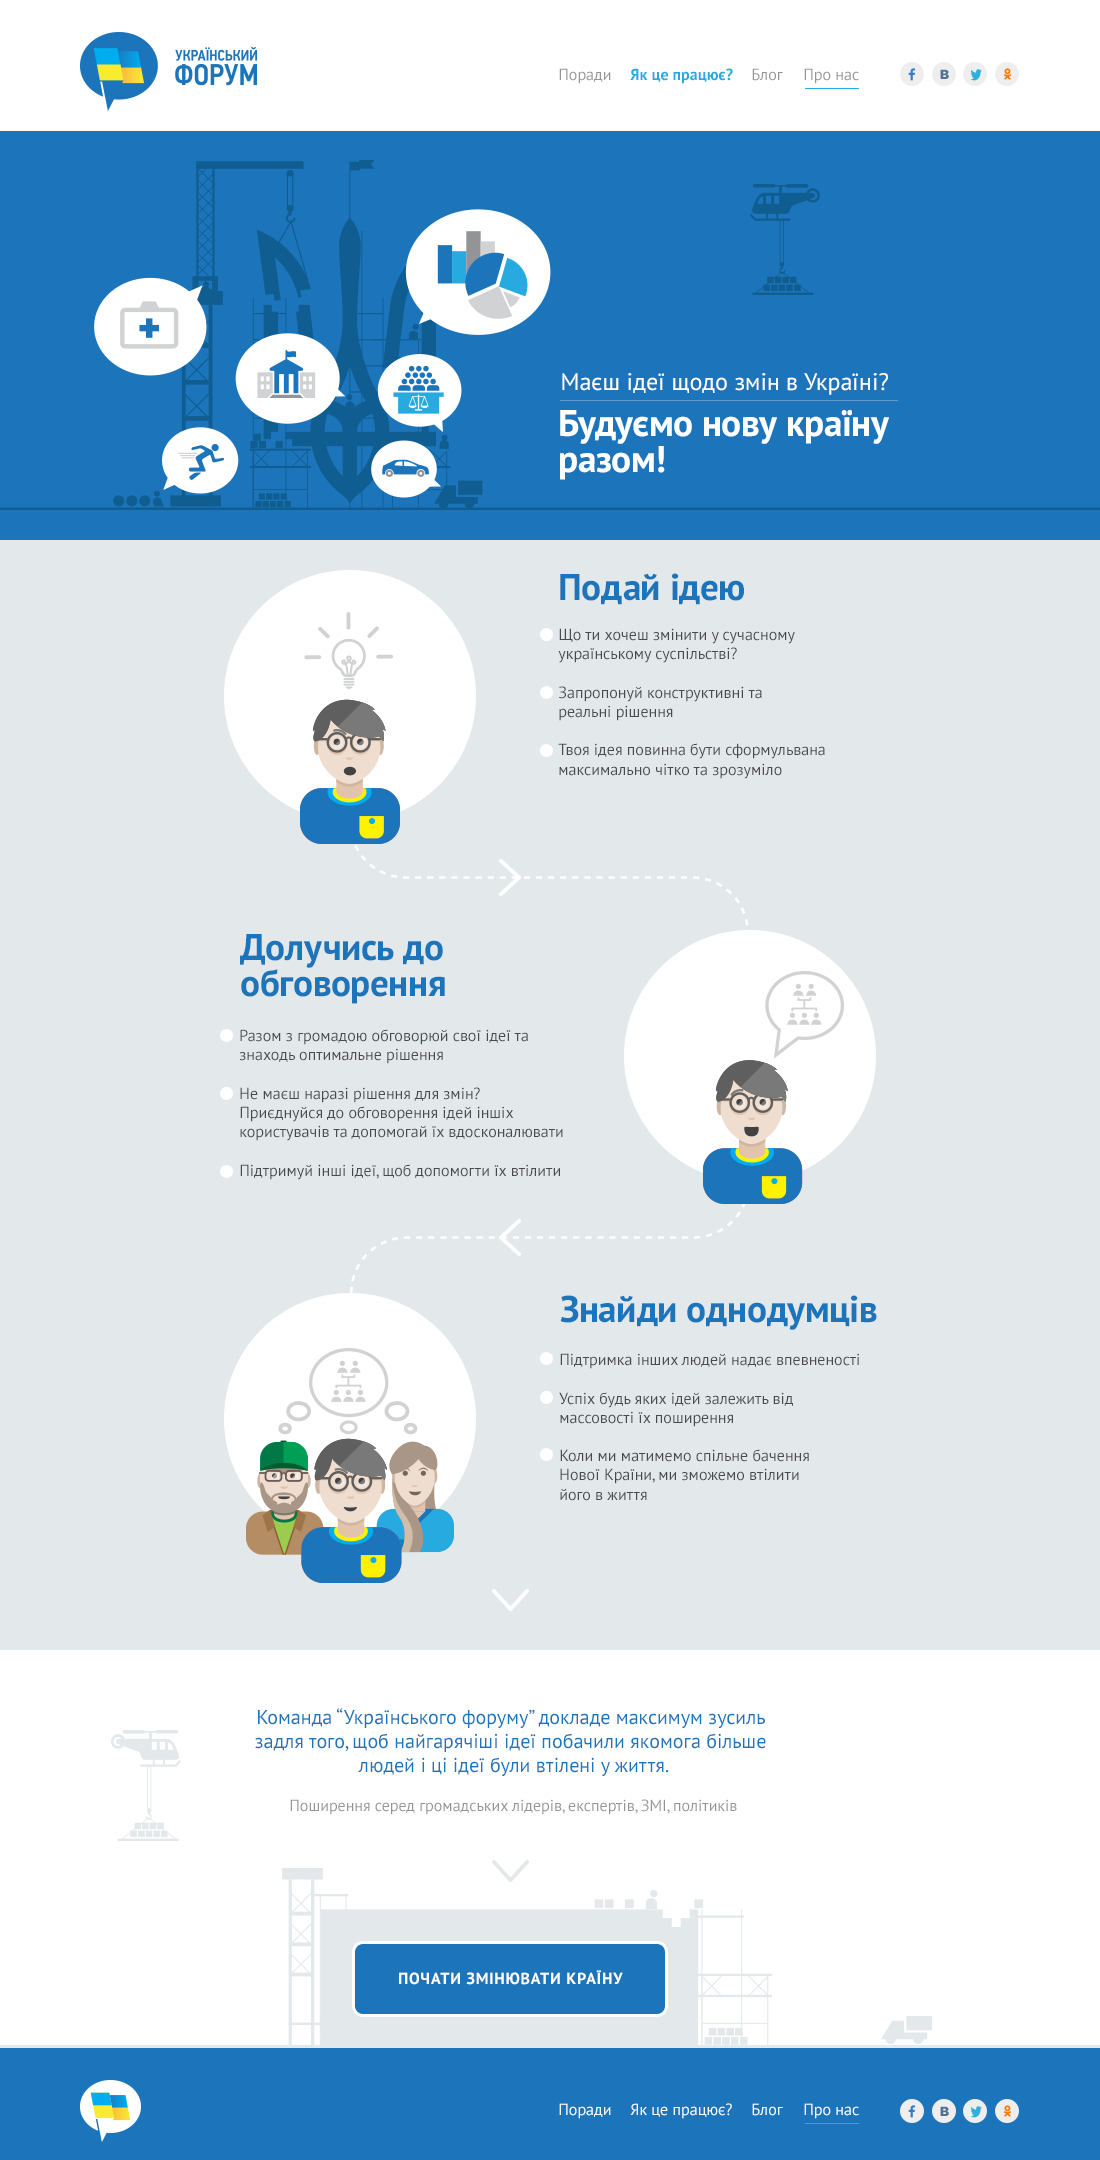 УКРАЇНСЬКИЙ
ФОРУМ
Поради Як це працює? Блог Про нас
Маєш ідеї щодо змін в Україні?
Будуємо нову країну
разом!
Подай ідею
Що ти хочеш змінити у сучасному
українському суспільстві?
Запропонуй конструктивні та
реальні рішення
Твоя ідея повинна бути сформульвана
максимально чітко та зрозуміло
Долучись до
обговорення
Разом з громадою обговорюй свої ідеї та
знаходь оптимальне рішення
Не маєш наразі рішення для змін?
Приєднуйся до обговорення ідей інших
користувачів та допомагай їх вдосконалювати
Підтримуй інші ідеї, щоб допомогти їх втілити
Знайди однодумців
Підтримка інших людей надає впевненості
Успіх будь яких ідей залежить від
массовості їх поширення
Коли ми матимемо спільне бачення
Нової Країни, ми зможемо втілити
його в життя
Команда “Українського форуму” докладе максимум зусиль
задля того, щоб найгарячіші ідеї побачили якомога більше
людей і ці ідеї були втілені у життя.
Поширення серед громадських лідерів, експертів, ЗМІ, політиків
ПОЧАТИ ЗМІНЮВАТИ КРАЇНУ
Поради Як це працює? Блог Про нас